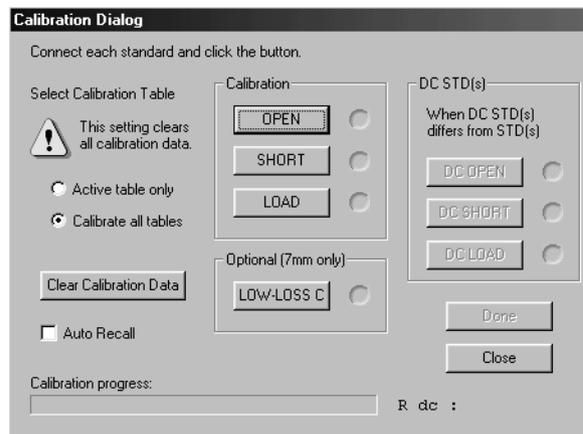 Calibration Dialog
Connect each standard and click the button.
Select Calibration Table
This setting clears
all calibration data.
Active table only
Calibrate all tables
Clear Calibration Data
Auto Recall
Calibration
OPEN
SHORT
LOAD
Optional (7mm only)
LOW-LOSS C
DC STD(s)
When DC STD(s)
differs from STD(s)
DC OPEN
DC SHORT
DC LOAD
Done
Close
Calibration progress:
R dc :